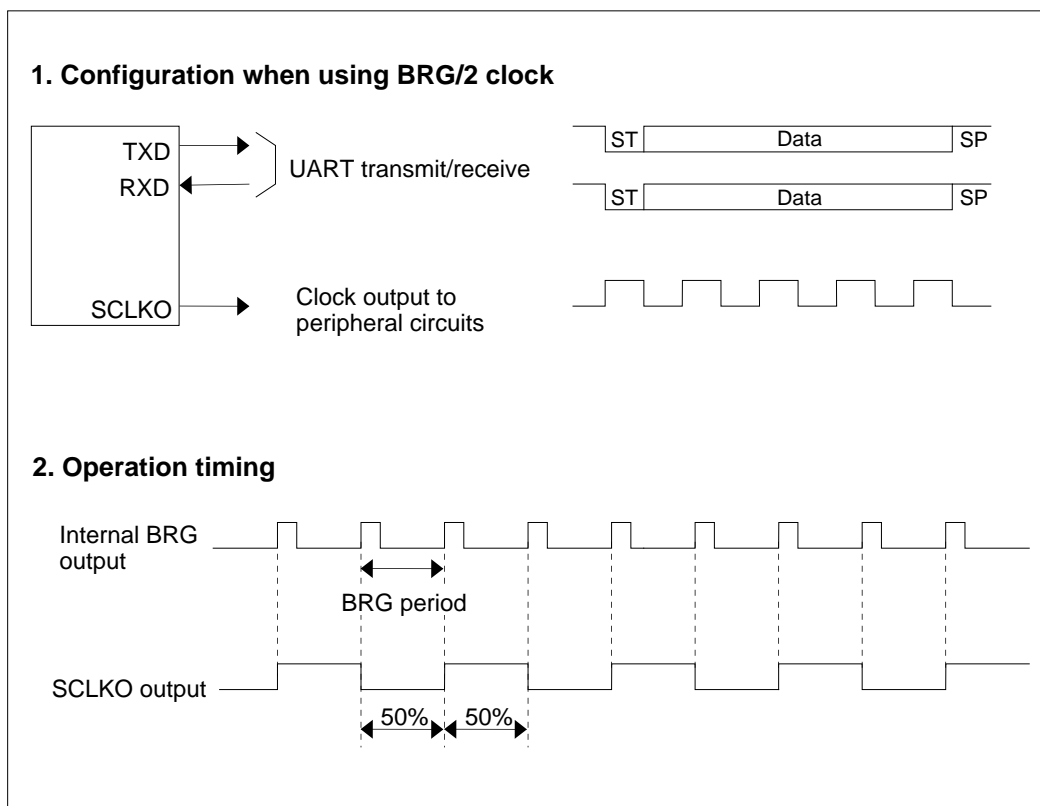 1. Configuration when using BRG/2 clock
TXD
RXD
SCLKO
UART transmit/receive
Clock output to
peripheral circuits
ST Data SP
ST Data SP
2. Operation timing
Internal BRG
output
BRG period
SCLKO output
50% 50%